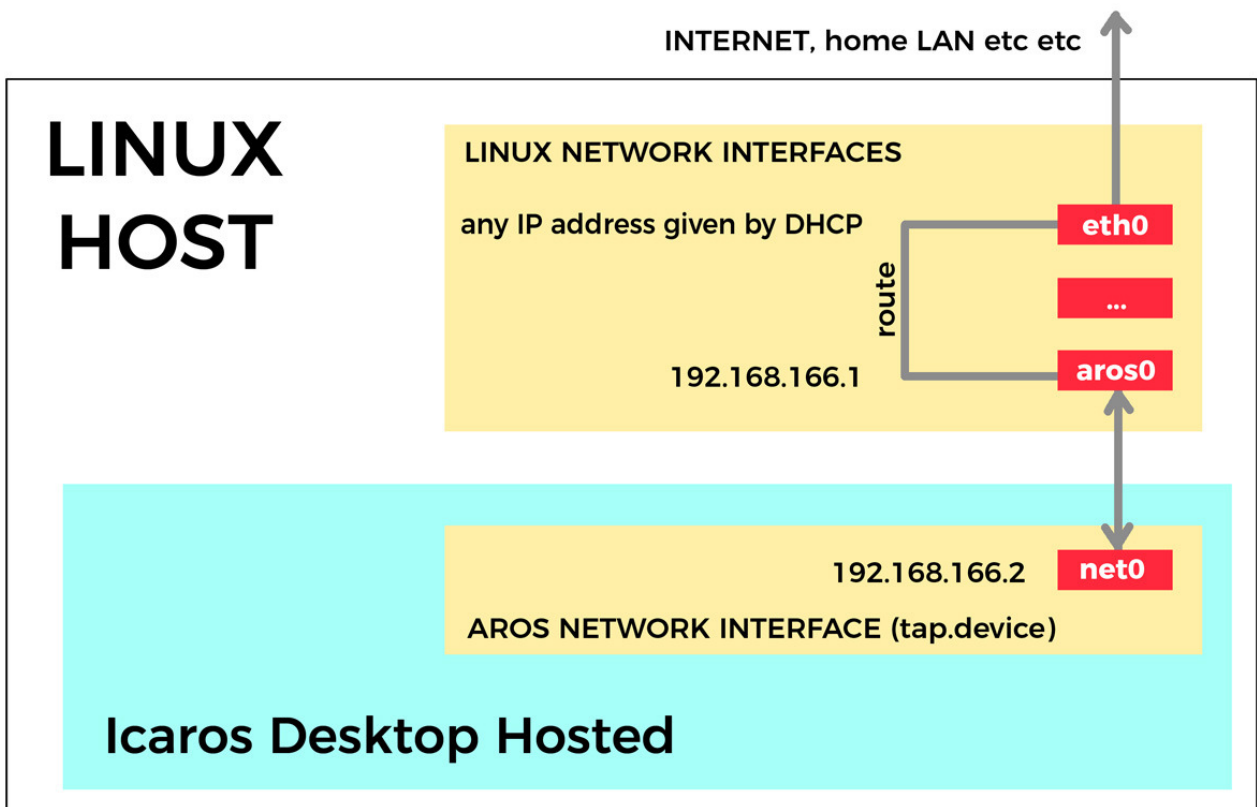 INTERNET, home LAN etc etc
LINUX
HOST
LINUX NETWORK INTERFACES
any IP address given by DHCP
eth0
route
...
192.168.166.1
aros0
192.168.166.2
net0
AROS NETWORK INTERFACE (tap.device)
Icaros Desktop Hosted